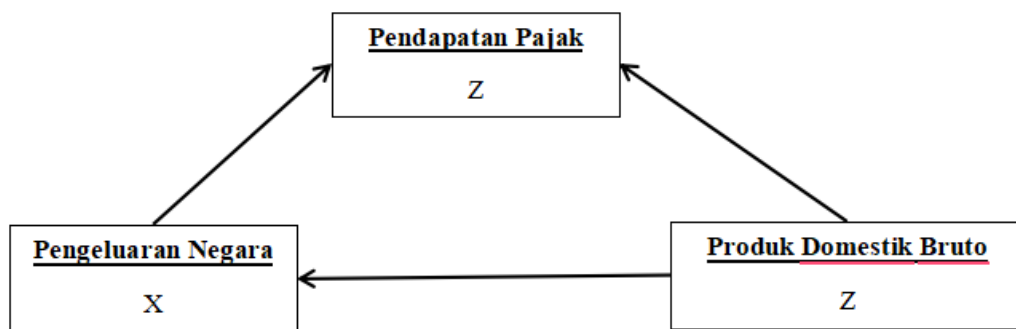 Pendapatan Pajak
Z
Pengeluaran Negara
X
Produk Domestik Bruto
Z